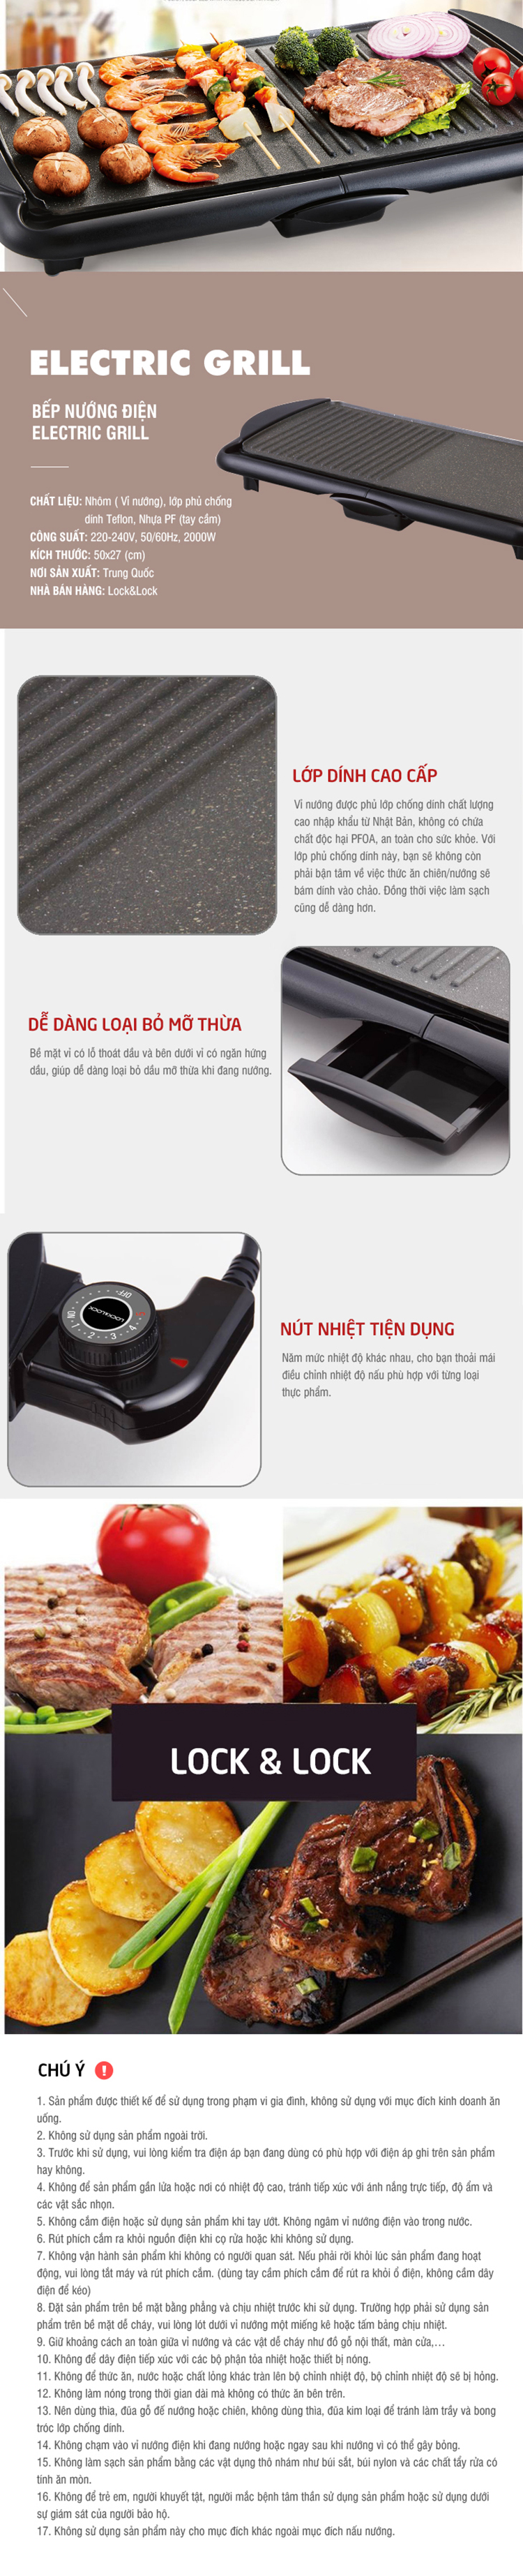 ELECTRIC GRILL
BẾP NƯỚNG ĐIỆN
ELECTRIC GRILL
CHẤT LIỆU: Nhôm ( Vỉ nướng), lớp phủ chống
dính Teflon, Nhựa PF (tay cầm)
CÔNG SUẤT: 220-240V, 50/60Hz, 2000W
KÍCH THƯỚC: 50x27 (cm)
NƠI SẢN XUẤT: Trung Quốc
NHÀ BÁN HÀNG: Lock&Lock
LỚP DÍNH CAO CẤP
Vỉ nướng được phủ lớp chống dính chất lượng
cao nhập khẩu từ Nhật Bản, không có chứa
chất độc hại PFOA, an toàn cho sức khỏe. Với
lớp phủ chống dính này, bạn sẽ không còn
phải bận tâm về việc thức ăn chiên/nướng sẽ
bám dính vào chảo. Đồng thời việc làm sạch
cũng dễ dàng hơn.
DỄ DÀNG LOẠI BỎ MỠ THỪA
Bề mặt vỉ có lỗ thoát dầu và bên dưới vỉ có ngăn hứng
dầu, giúp dễ dàng loại bỏ dầu mỡ thừa khi đang nướng.
OFF
LOCK&LOCK
ON 1 · 2 · 3 · 4
NÚT NHIỆT TIỆN DỤNG
Năm mức nhiệt độ khác nhau, cho bạn thoải mái
điều chỉnh nhiệt độ nấu phù hợp với từng loại
thực phẩm.
LOCK & LOCK
CHÚ Ý !
1. Sản phẩm được thiết kế để sử dụng trong phạm vi gia đình, không sử dụng với mục đích kinh doanh ăn
uống.
2. Không sử dụng sản phẩm ngoài trời.
3. Trước khi sử dụng, vui lòng kiểm tra điện áp bạn đang dùng có phù hợp với điện áp ghi trên sản phẩm
hay không.
4. Không để sản phẩm gần lửa hoặc nơi có nhiệt độ cao, tránh tiếp xúc với ánh nắng trực tiếp, độ ẩm và
các vật sắc nhọn.
5. Không cắm điện hoặc sử dụng sản phẩm khi tay ướt. Không ngâm vỉ nướng điện vào trong nước.
6. Rút phích cắm ra khỏi nguồn điện khi cọ rửa hoặc khi không sử dụng.
7. Không vận hành sản phẩm khi không có người quan sát. Nếu phải rời khỏi lúc sản phẩm đang hoạt
động, vui lòng tắt máy và rút phích cắm. (dùng tay cầm phích cắm để rút ra khỏi ổ điện, không cầm dây
điện để kéo)
8. Đặt sản phẩm trên bề mặt bằng phẳng và chịu nhiệt trước khi sử dụng. Trường hợp phải sử dụng sản
phẩm trên bề mặt dễ cháy, vui lòng lót dưới vỉ nướng một miếng kê hoặc tấm bảng chịu nhiệt.
9. Giữ khoảng cách an toàn giữa vỉ nướng và các vật dễ cháy như đồ gỗ nội thất, màn cửa,…
10. Không để dây điện tiếp xúc với các bộ phận tỏa nhiệt hoặc thiết bị nóng.
11. Không để thức ăn, nước hoặc chất lỏng khác tràn lên bộ chỉnh nhiệt độ, bộ chỉnh nhiệt độ sẽ bị hỏng.
12. Không làm nóng trong thời gian dài mà không có thức ăn bên trên.
13. Nên dùng thìa, đũa gỗ để nướng hoặc chiên, không dùng thìa, đũa kim loại để tránh làm trầy và bong
tróc lớp chống dính.
14. Không chạm vào vỉ nướng điện khi đang nướng hoặc ngay sau khi nướng vì có thể gây bỏng.
15. Không làm sạch sản phẩm bằng các vật dụng thô nhám như búi sắt, búi nylon và các chất tẩy rửa có
tính ăn mòn.
16. Không để trẻ em, người khuyết tật, người mắc bệnh tâm thần sử dụng sản phẩm hoặc sử dụng dưới
sự giám sát của người bảo hộ.
17. Không sử dụng sản phẩm này cho mục đích khác ngoài mục đích nấu nướng.